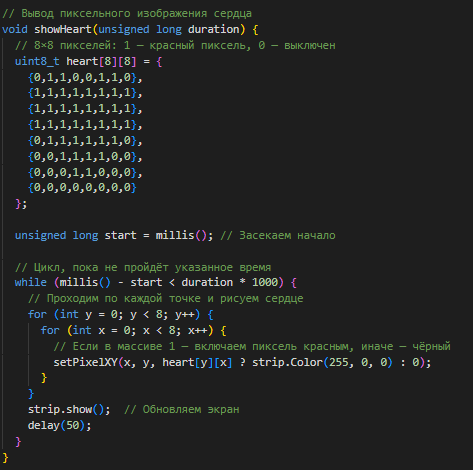 // Вывод пиксельного изображения сердца
void showHeart(unsigned long duration) {
  // 8×8 пикселей: 1 — красный пиксель, 0 — выключен
  uint8_t heart[8][8] = {
    {0,1,1,0,0,1,1,0},
    {1,1,1,1,1,1,1,1},
    {1,1,1,1,1,1,1,1},
    {1,1,1,1,1,1,1,1},
    {0,1,1,1,1,1,1,0},
    {0,0,1,1,1,1,0,0},
    {0,0,0,1,1,0,0,0},
    {0,0,0,0,0,0,0,0}
  };
  unsigned long start = millis(); // Засекаем начало
  // Цикл, пока не пройдёт указанное время
  while (millis() - start < duration * 1000) {
    // Проходим по каждой точке и рисуем сердце
    for (int y = 0; y < 8; y++) {
      for (int x = 0; x < 8; x++) {
        // Если в массиве 1 — включаем пиксель красным, иначе — чёрный
        setPixelXY(x, y, heart[y][x] ? strip.Color(255, 0, 0) : 0);
      }
    }
    strip.show();  // Обновляем экран
    delay(50);
  }
}